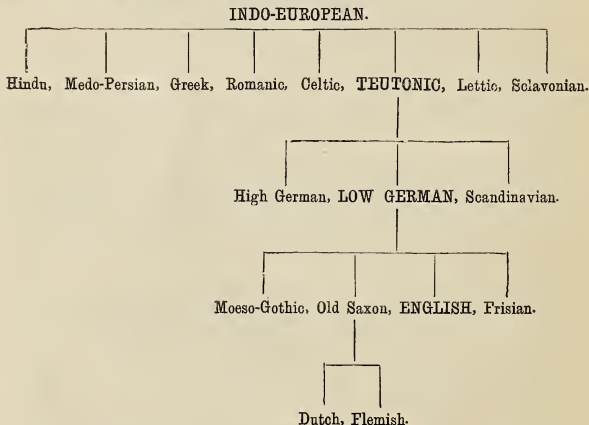 INDO-EUROPEAN.
Hindu, Medo-Persian, Greek, Romanic, Celtic, TEUTONIC, Lettic, Sclavonian.
High German, LOW GERMAN, Scandinavian.
Moeso-Gothic, Old Saxon, ENGLISH, Frisian.
Dutch, Flemish.